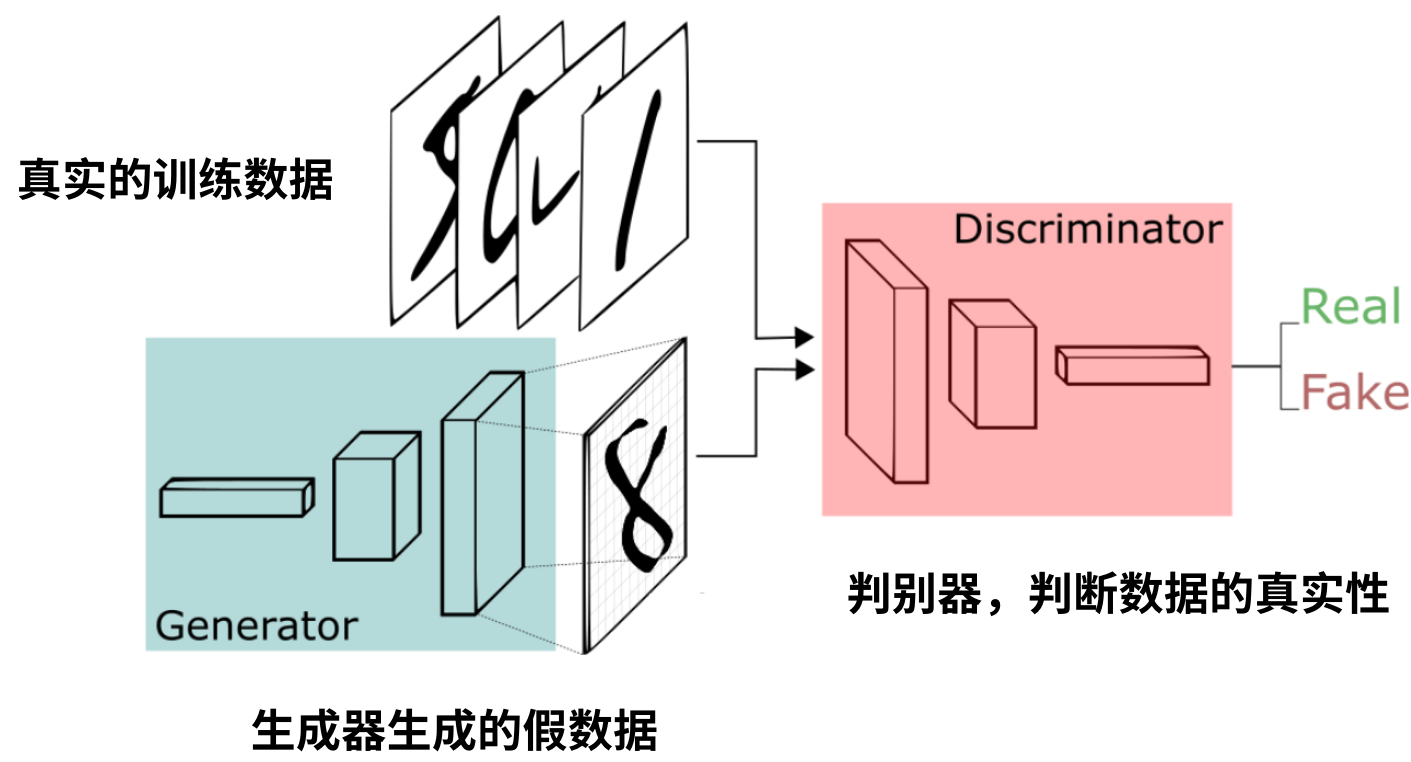 真实的训练数据
Discriminator
Real
Fake
Generator
判别器，判断数据的真实性
生成器生成的假数据